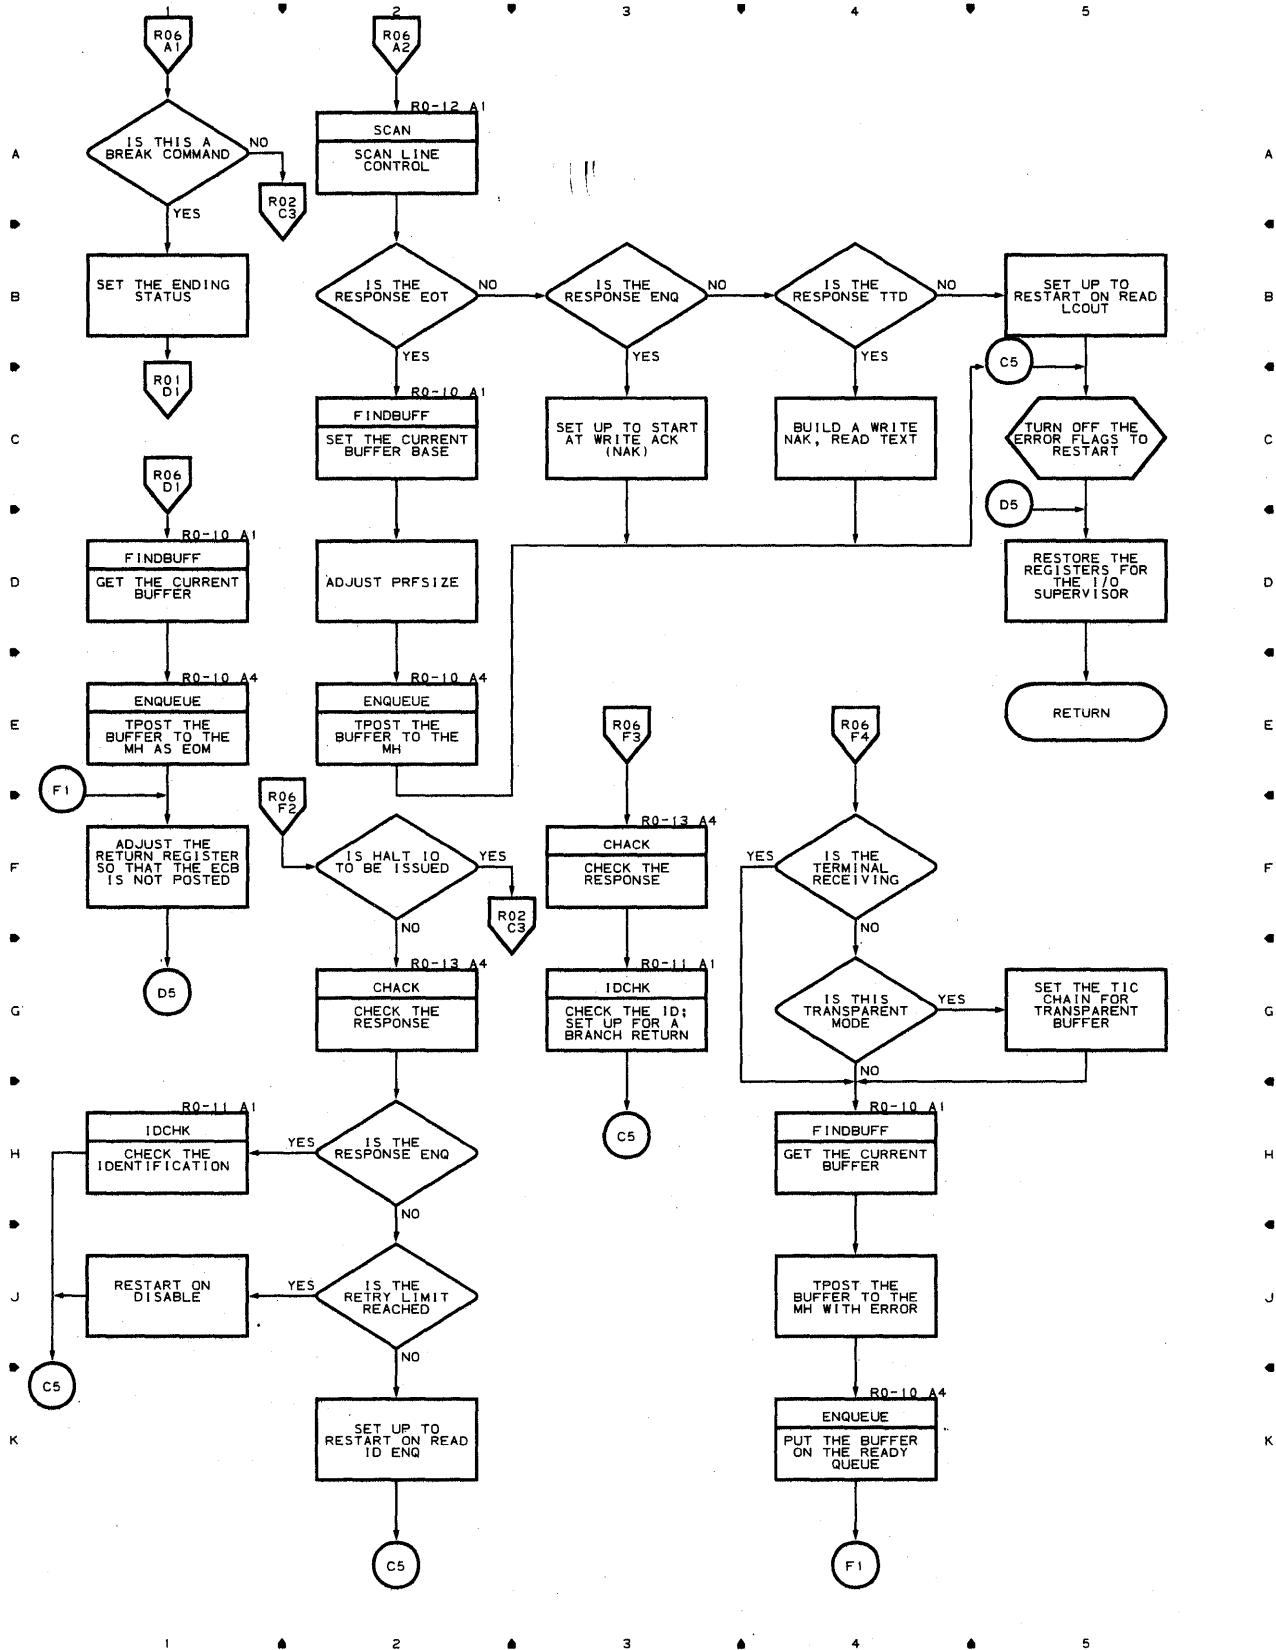 1 2 3 4 5
R06
A1
R06
A2
IS THIS A
BREAK COMMAND
NO
YES
R02
C3
RO-12 A1
SCAN
SCAN LINE
CONTROL
A
A
SET THE ENDING
STATUS
IS THE
RESPONSE EOT
NO
YES
IS THE
RESPONSE ENQ
NO
YES
IS THE
RESPONSE TTD
NO
YES
SET UP TO
RESTART ON READ
LCOUT
B
B
R01
D1
C5
RO-10 A1
FINDBUFF
SET THE CURRENT
BUFFER BASE
SET UP TO START
AT WRITE ACK
(NAK)
BUILD A WRITE
NAK, READ TEXT
TURN OFF THE
ERROR FLAGS TO
RESTART
C
C
R06
D1
D5
RO-10 A1
FINDBUFF
GET THE CURRENT
BUFFER
ADJUST PRFSIZE
RESTORE THE
REGISTERS FOR
THE I/O
SUPERVISOR
D
D
RO-10 A4
ENQUEUE
TPOST THE
BUFFER TO THE
MH AS EOM
RO-10 A4
ENQUEUE
TPOST THE
BUFFER TO THE
MH
R06
F3
R06
F4
RETURN
E
E
F1
R06
F2
ADJUST THE
RETURN REGISTER
SO THAT THE ECB
IS NOT POSTED
IS HALT IO
TO BE ISSUED
YES
NO
R02
C3
RO-13 A4
CHACK
CHECK THE
RESPONSE
YES
IS THE
TERMINAL
RECEIVING
NO
F
F
D5
RO-13 A4
CHACK
CHECK THE
RESPONSE
RO-11 A1
IDCHK
CHECK THE ID;
SET UP FOR A
BRANCH RETURN
IS THIS
TRANSPARENT
MODE
YES
NO
SET THE TIC
CHAIN FOR
TRANSPARENT
BUFFER
G
G
RO-11 A1
IDCHK
CHECK THE
IDENTIFICATION
YES
IS THE
RESPONSE ENQ
NO
C5
RO-10 A1
FINDBUFF
GET THE CURRENT
BUFFER
H
H
RESTART ON
DISABLE
YES
IS THE
RETRY LIMIT
REACHED
NO
TPOST THE
BUFFER TO THE
MH WITH ERROR
J
J
C5
SET UP TO
RESTART ON READ
ID ENQ
RO-10 A4
ENQUEUE
PUT THE BUFFER
ON THE READY
QUEUE
K
K
C5
F1
1 2 3 4 5